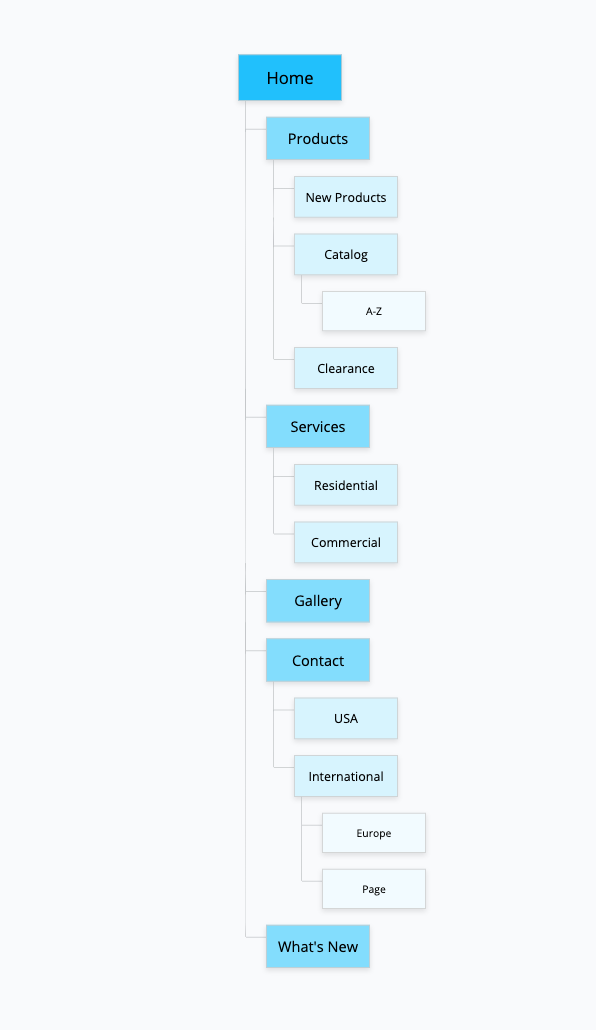 Home
Products
New Products
Catalog
A-Z
Clearance
Services
Residential
Commercial
Gallery
Contact
USA
International
Europe
Page
What's New